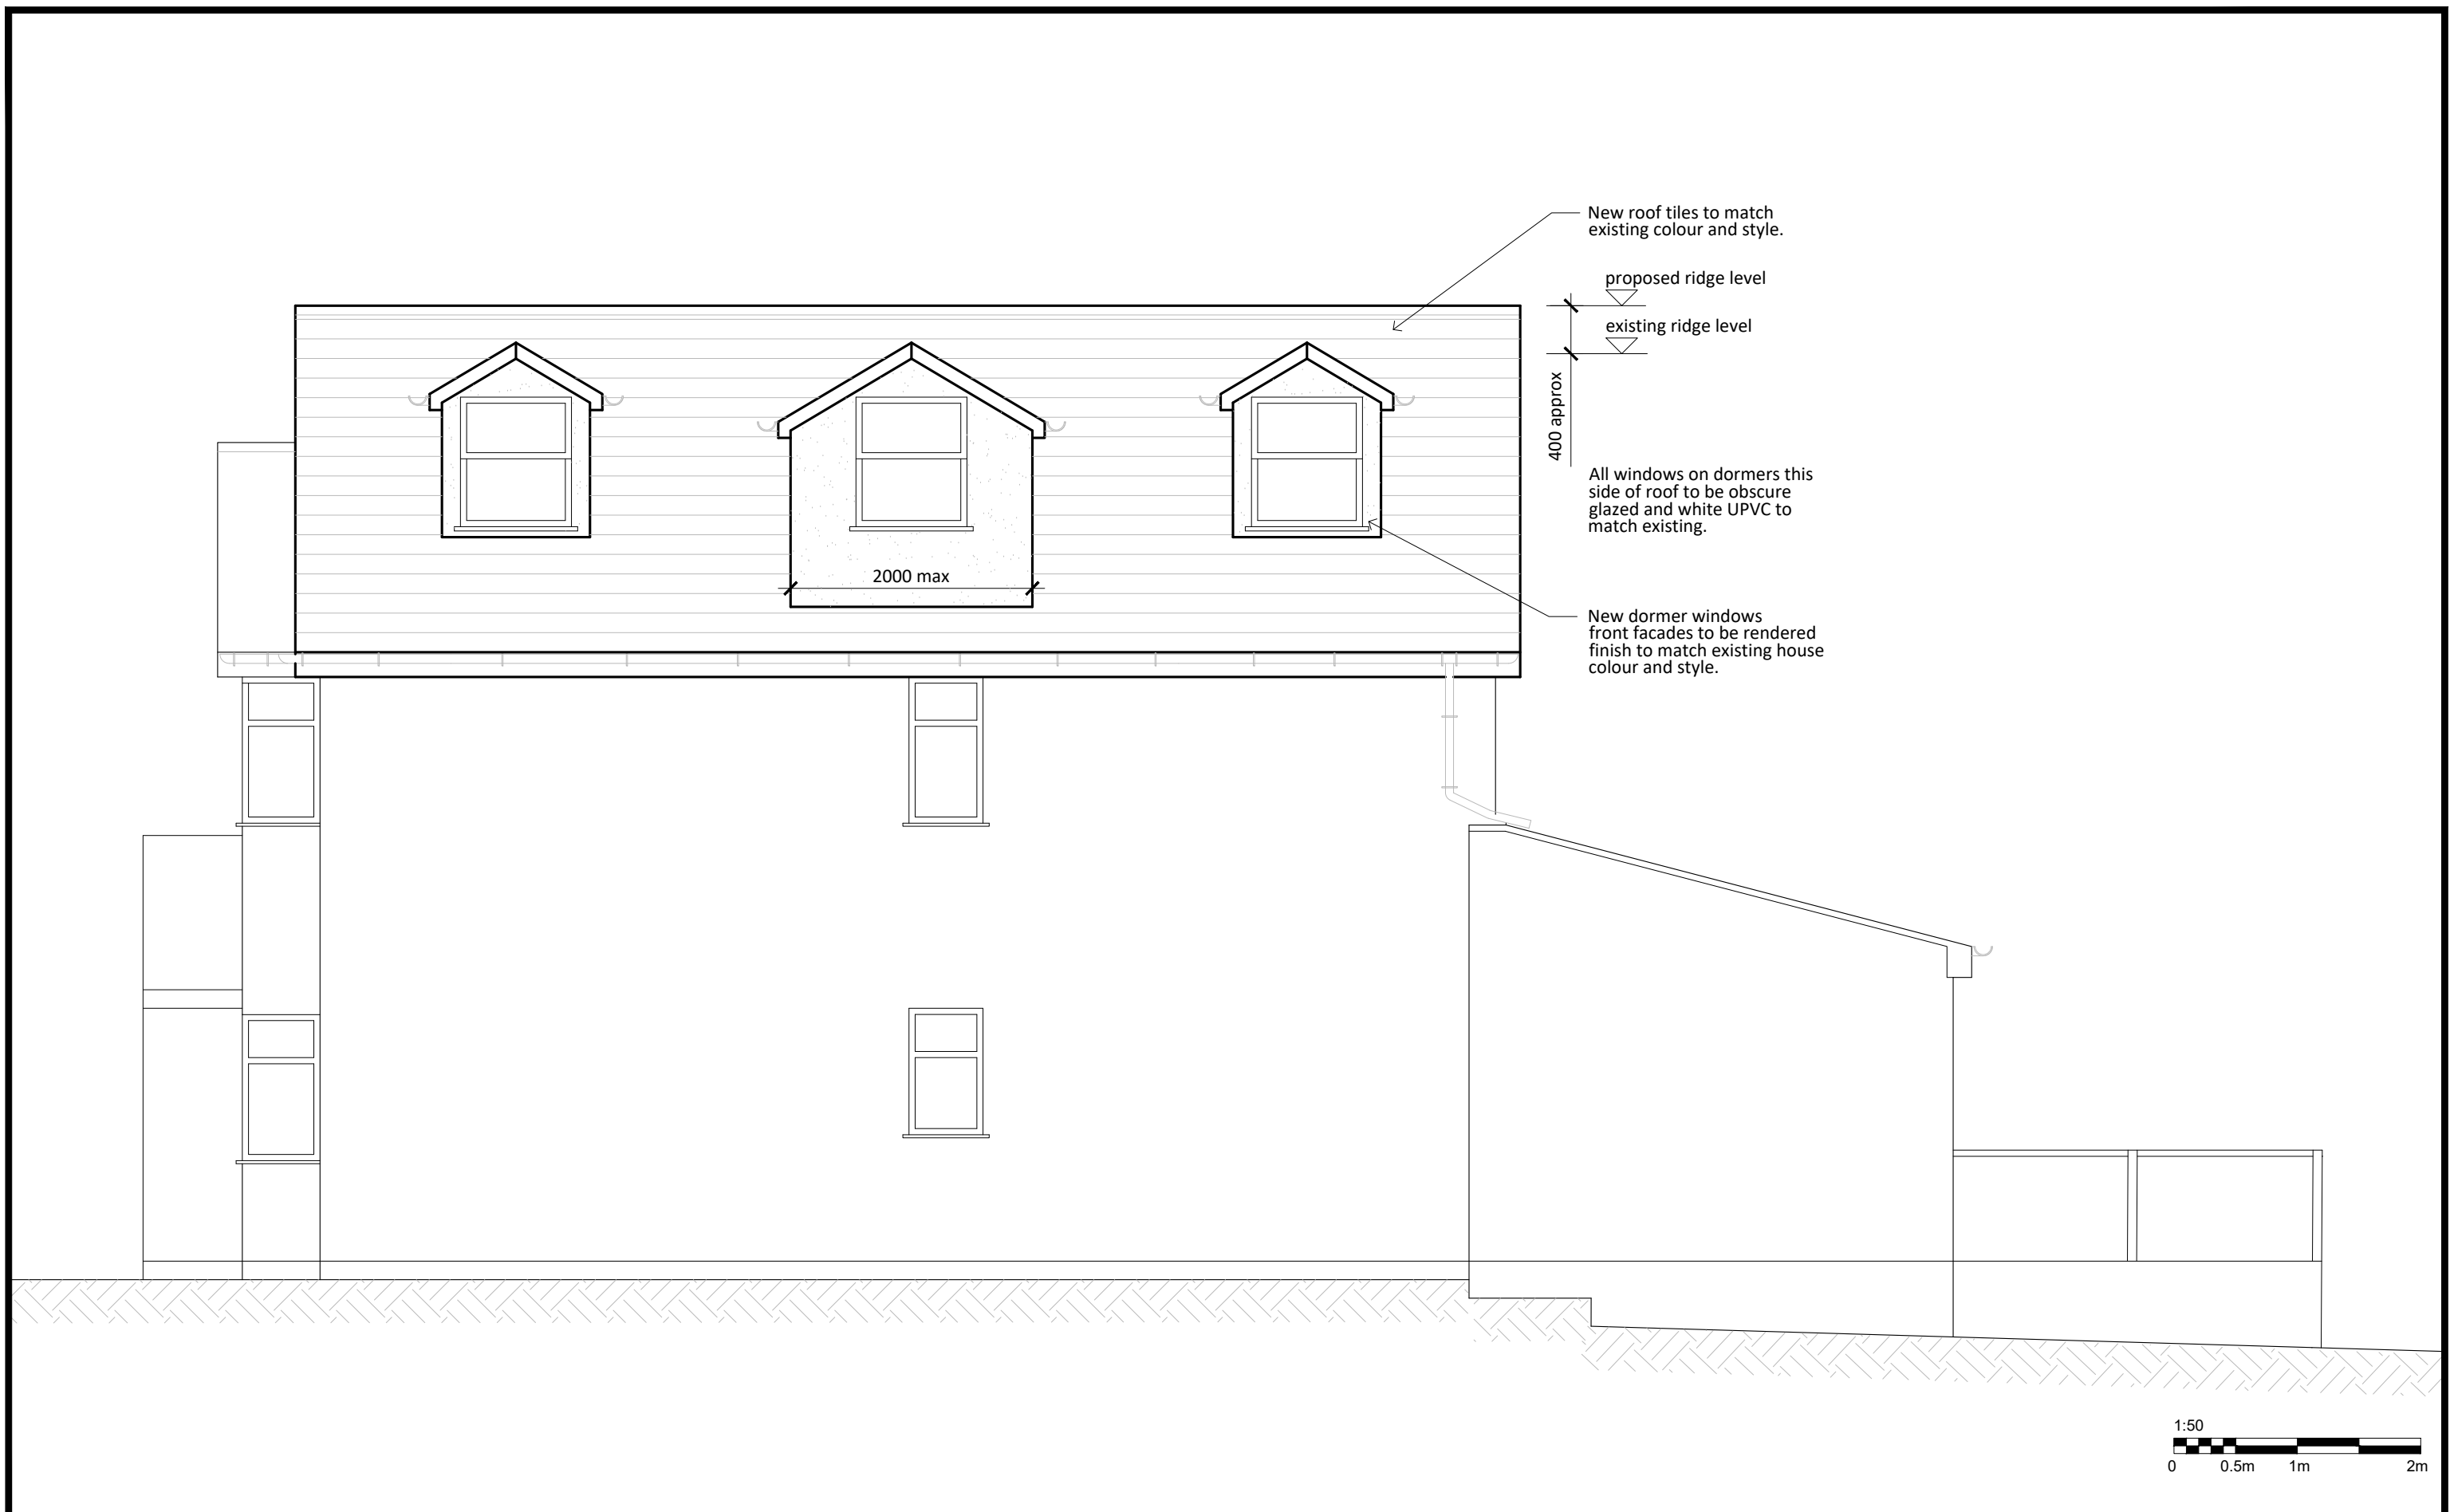 New roof tiles to match
existing colour and style.
proposed ridge level
existing ridge level
400 approx
All windows on dormers this
side of roof to be obscure
glazed and white UPVC to
match existing.
2000 max
New dormer windows
front facades to be rendered
finish to match existing house
colour and style.
1:50
0 0.5m 1m 2m